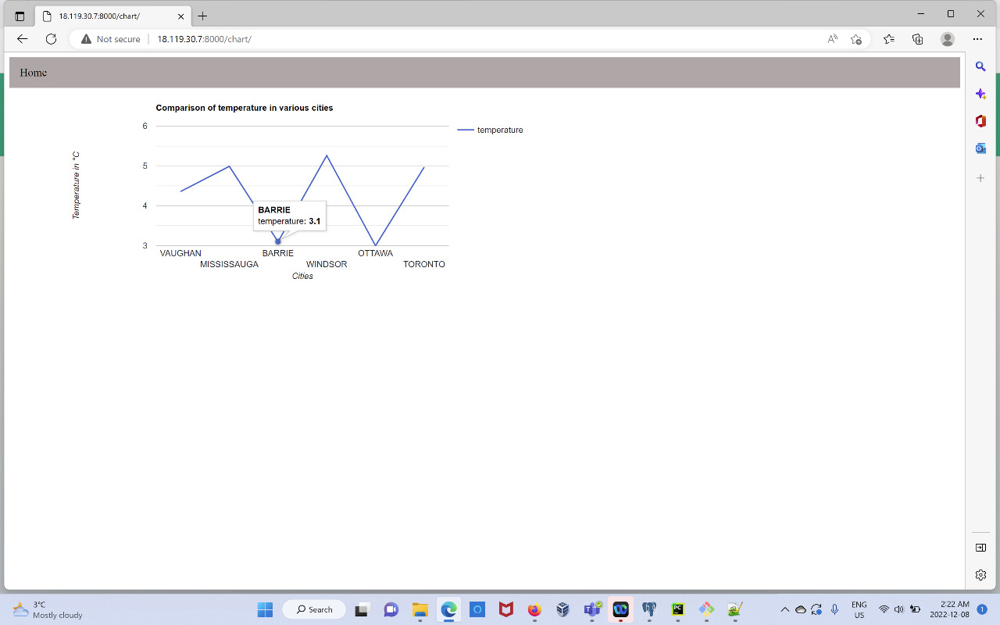 18.119.30.7:8000/chart/
Not secure
18.119.30.7:8000/chart/
Home
Comparison of temperature in various cities
6
5
4
3
Temperature in °C
temperature
BARRIE
temperature: 3.1
VAUGHAN
MISSISSAUGA
BARRIE
WINDSOR
OTTAWA
TORONTO
Cities
3°C
Mostly cloudy
Search
ENG
US
2:22 AM
2022-12-08
1